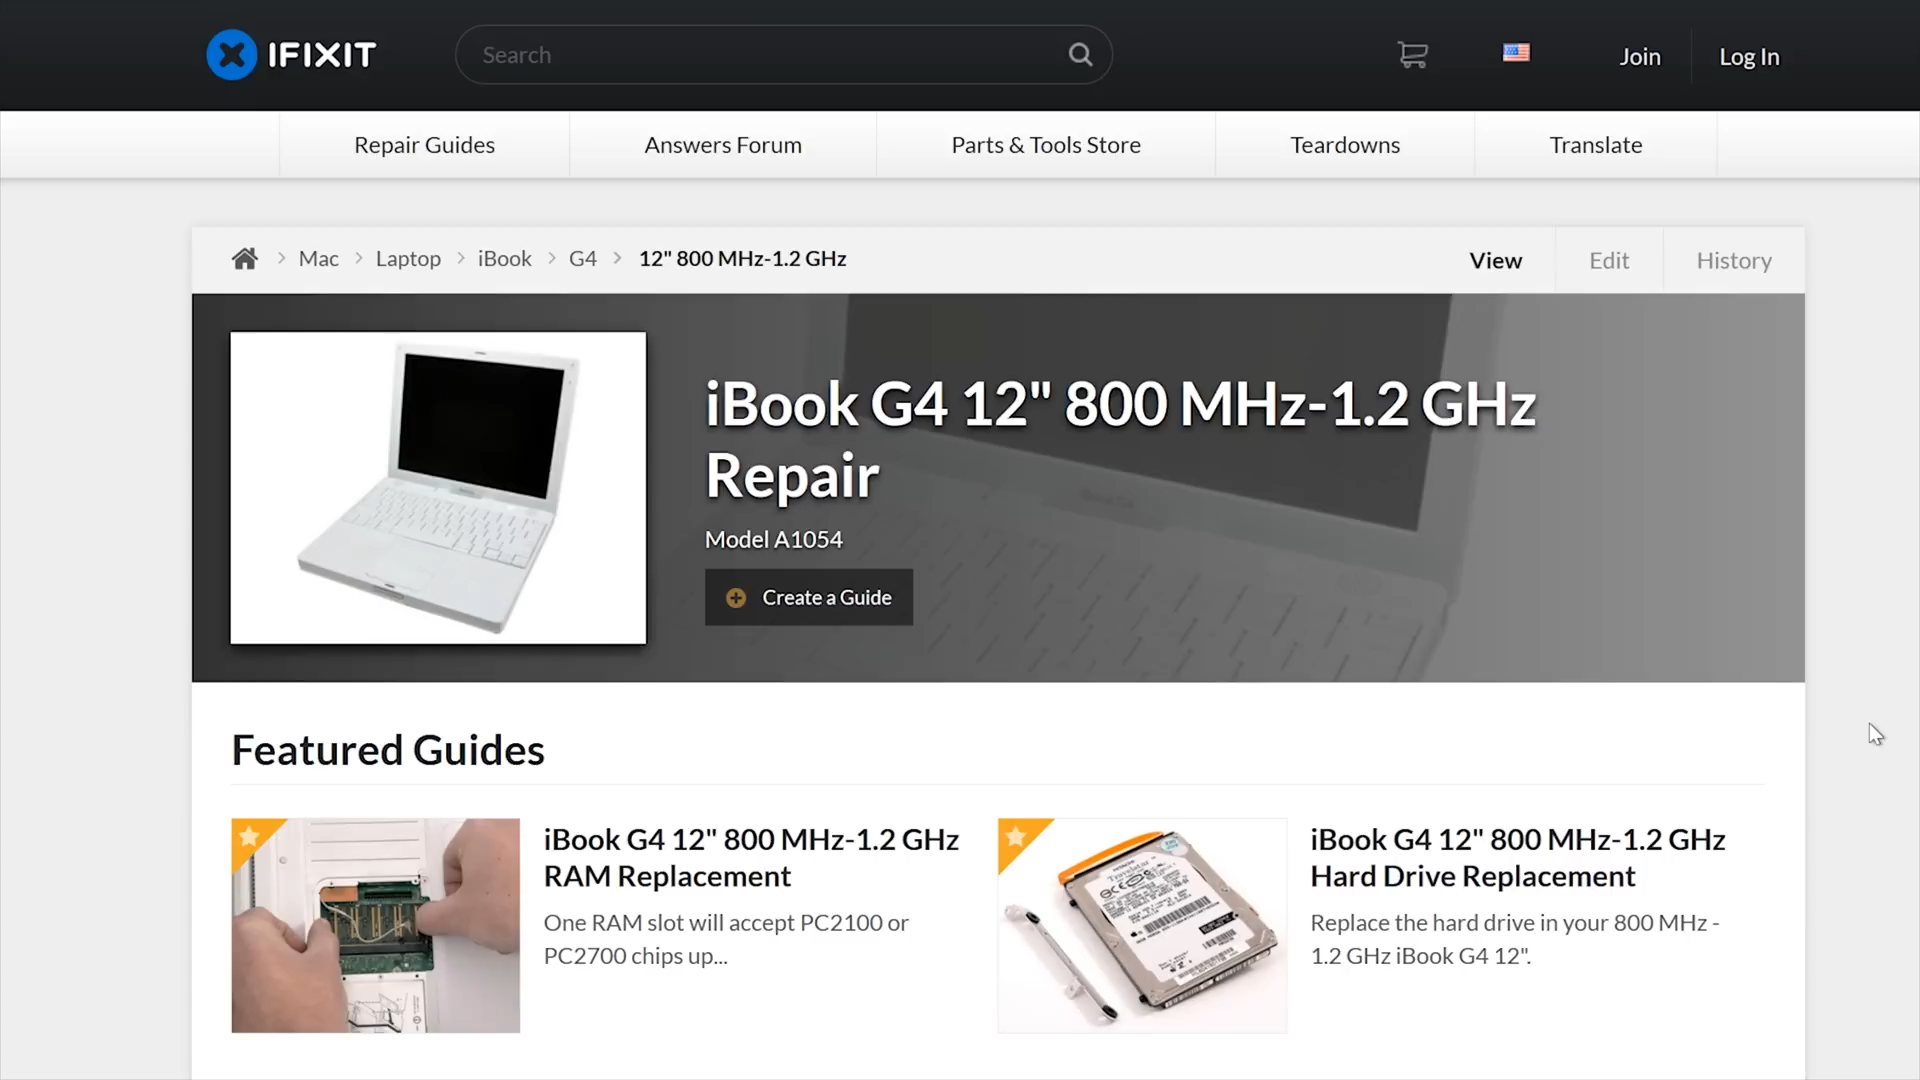 IFIXIT
Search
Join
Log In
Repair Guides
Answers Forum
Parts & Tools Store
Teardowns
Translate
Mac
Laptop
iBook
G4
12" 800 MHz-1.2 GHz
View
Edit
History
iBook G4 12" 800 MHz-1.2 GHz
Repair
Model A1054
Create a Guide
Featured Guides
iBook G4 12" 800 MHz-1.2 GHz
RAM Replacement
One RAM slot will accept PC2100 or
PC2700 chips up...
iBook G4 12" 800 MHz-1.2 GHz
Hard Drive Replacement
Replace the hard drive in your 800 MHz -
1.2 GHz iBook G4 12".